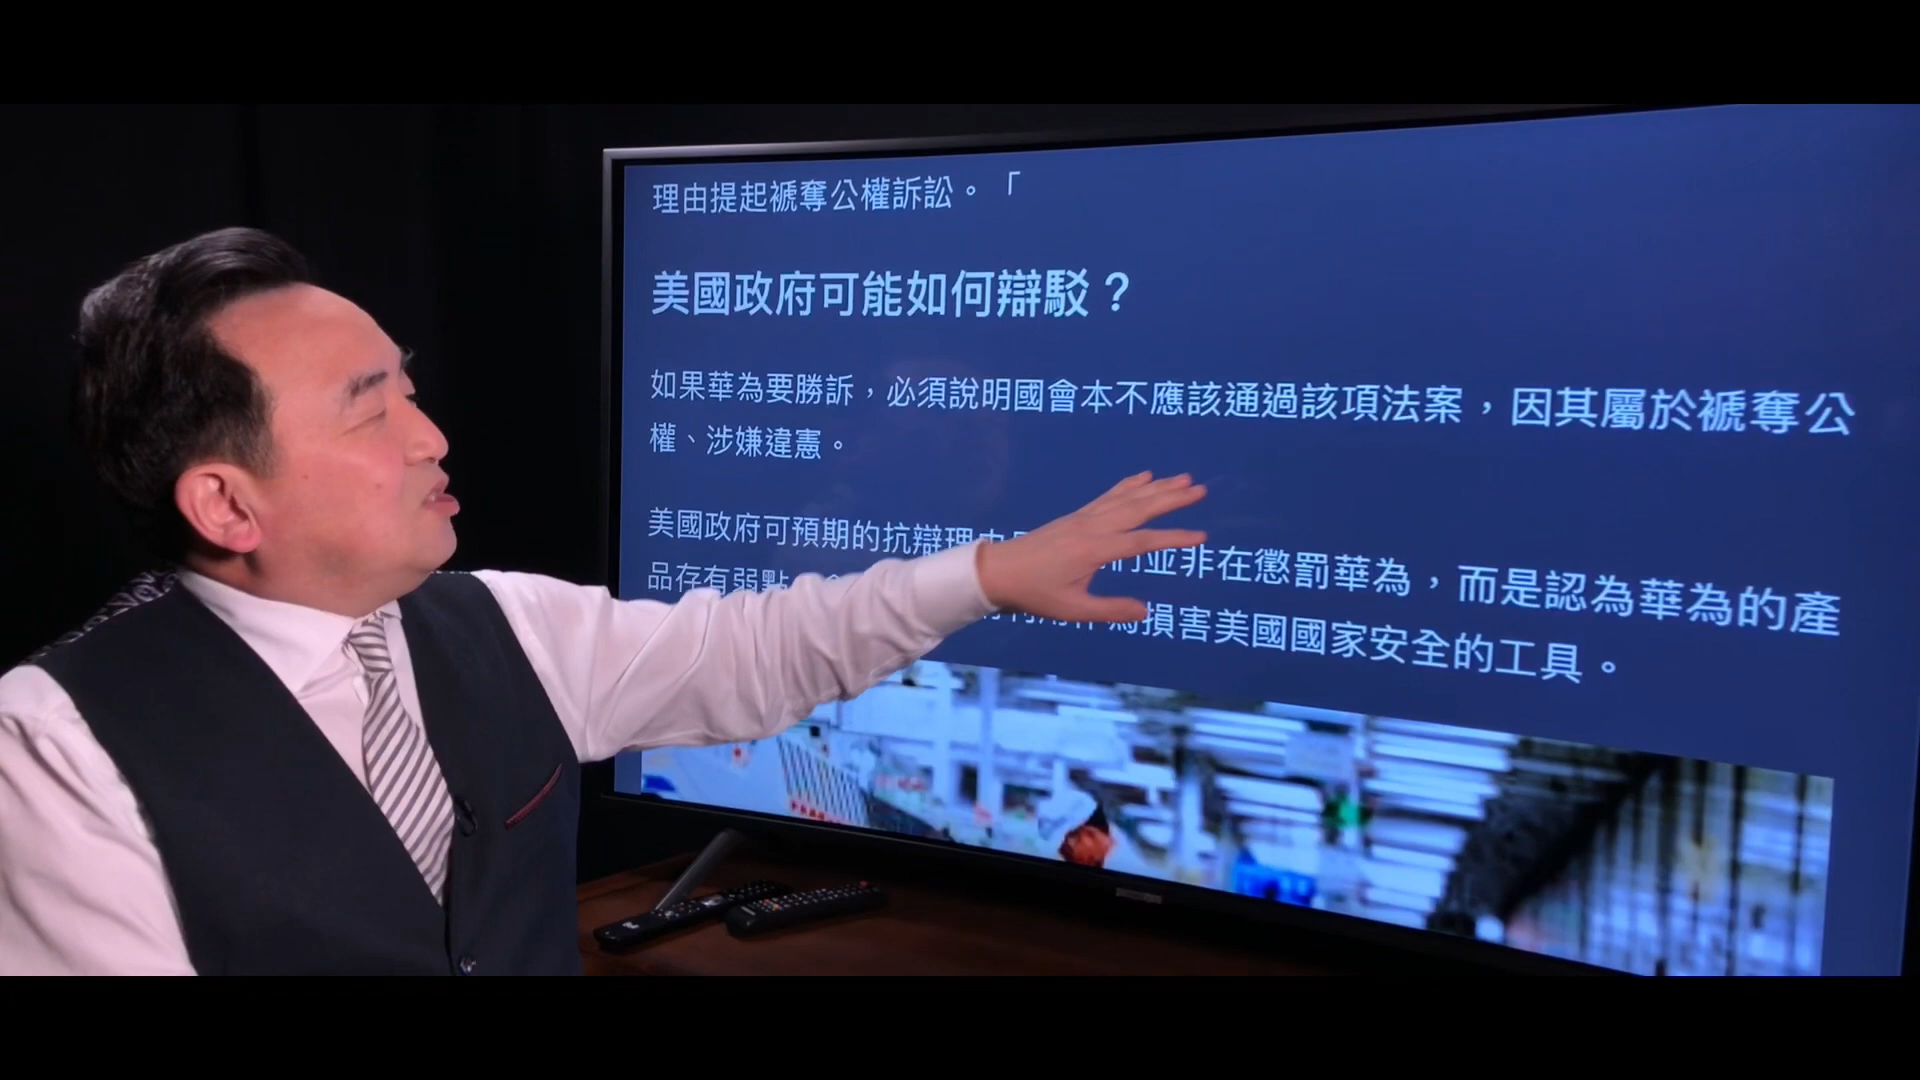 理由提起褫奪公權訴訟。「
美國政府可能如何辯駁？
如果華為要勝訴，必須說明國會本不應該通過該項法案，因其屬於褫奪公
權、涉嫌違憲。
美國政府可預期的抗辯理由 並非在懲罰華為，而是認為華為的產
品存有弱點 損害美國國家安全的工具。